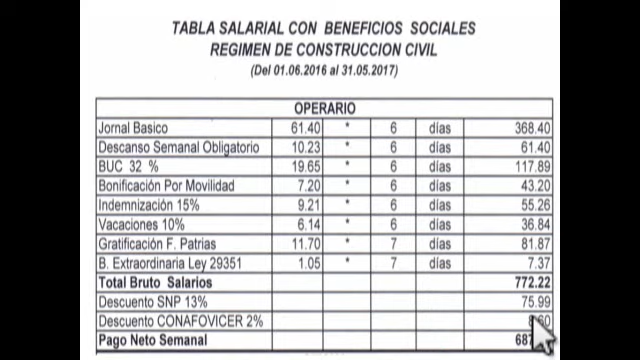 TABLA SALARIAL CON BENEFICIOS SOCIALES
REGIMEN DE CONSTRUCCION CIVIL
(Del 01.06.2016 al 31.05.2017)
OPERARIO
Jornal Basico 61.40 * 6 días 368.40
Descanso Semanal Obligatorio 10.23 * 6 días 61.40
BUC 32 % 19.65 * 6 días 117.89
Bonificación Por Movilidad 7.20 * 6 días 43.20
Indemnización 15% 9.21 * 6 días 55.26
Vacaciones 10% 6.14 * 6 días 36.84
Gratificación F. Patrias 11.70 * 7 días 81.87
B. Extraordinaria Ley 29351 1.05 * 7 días 7.37
Total Bruto Salarios 772.22
Descuento SNP 13% 75.99
Descuento CONAFOVICER 2%
Pago Neto Semanal